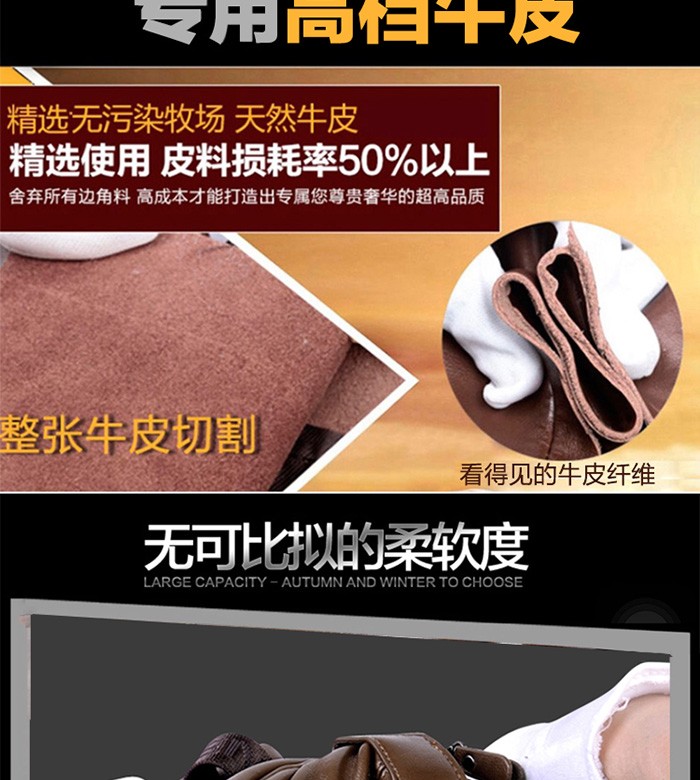 专用高档牛皮
精选无污染牧场 天然牛皮
精选使用 皮料损耗率50%以上
舍弃所有边角料 高成本才能打造出专属您尊贵奢华的超高品质
整张牛皮切割
看得见的牛皮纤维
无可比拟的柔软度
LARGE CAPACITY - AUTUMN AND WINTER TO CHOOSE